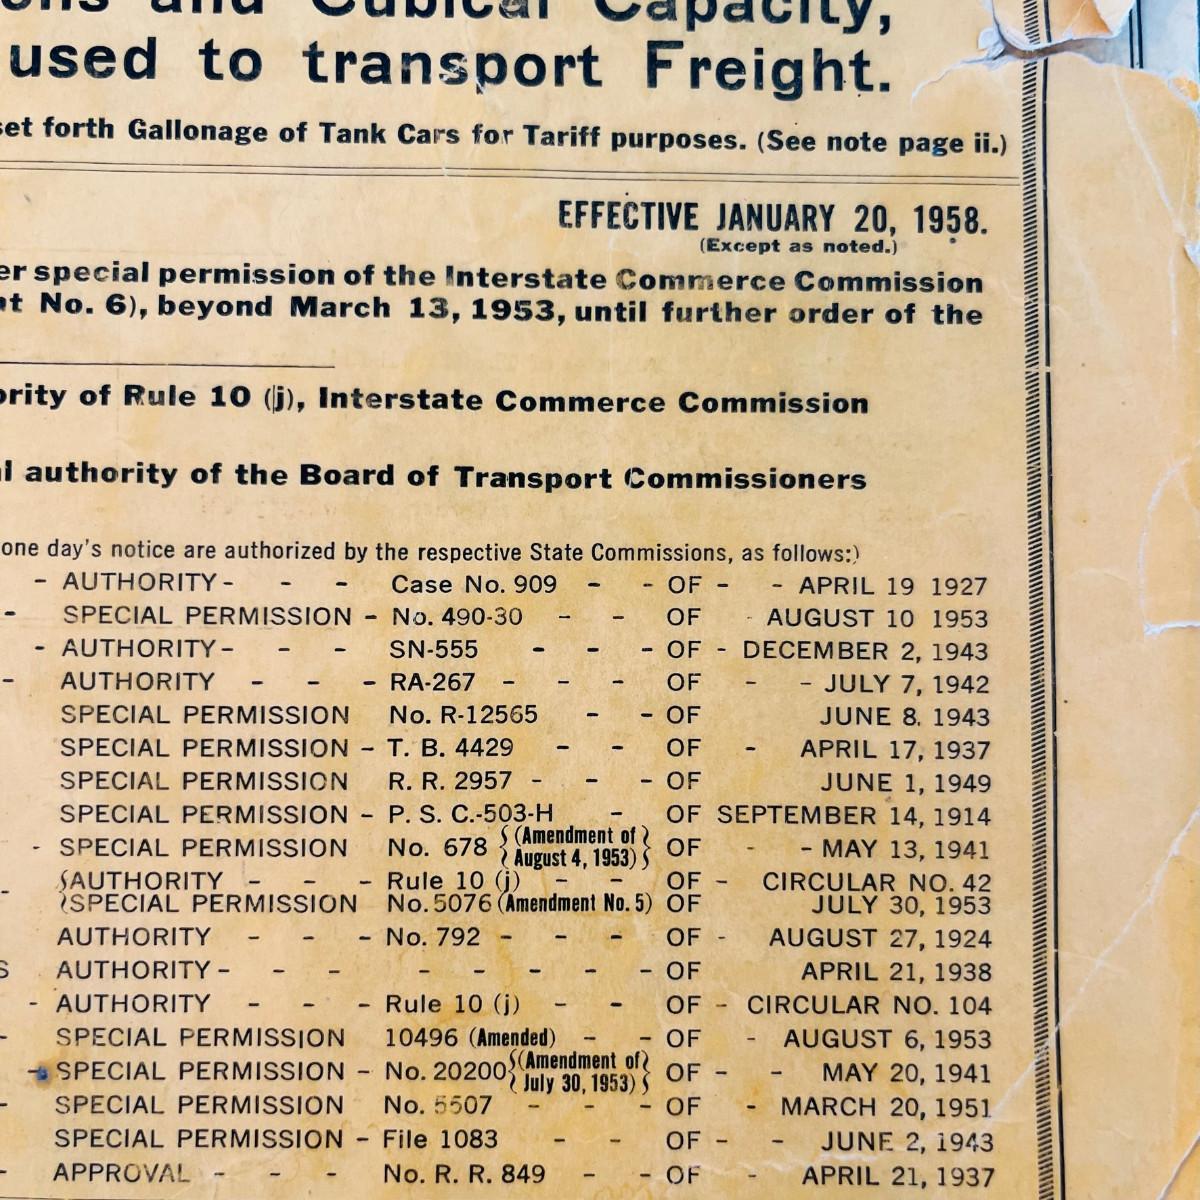 ons and Cubical Capacity,
used to transport Freight.
set forth Gallonage of Tank Cars for Tariff purposes. (See note page ii.)
EFFECTIVE JANUARY 20, 1958.
(Except as noted.)
er special permission of the Interstate Commerce Commission
nt No. 6), beyond March 13, 1953, until further order of the
ority of Rule 10 (j), Interstate Commerce Commission
l authority of the Board of Transport Commissioners
one day's notice are authorized by the respective State Commissions, as follows:)
- AUTHORITY - - - Case No. 909 - - OF - - APRIL 19 1927
- SPECIAL PERMISSION - No. 490-30 - - OF - AUGUST 10 1953
- AUTHORITY - - - SN-555 - - - OF - DECEMBER 2, 1943
- AUTHORITY - - - RA-267 - - - OF - - JULY 7, 1942
SPECIAL PERMISSION No. R-12565 - - OF JUNE 8. 1943
SPECIAL PERMISSION - T. B. 4429 - - OF - APRIL 17, 1937
SPECIAL PERMISSION R. R. 2957 - - - OF JUNE 1, 1949
SPECIAL PERMISSION - P. S. C.-503-H - OF SEPTEMBER 14, 1914
- SPECIAL PERMISSION No. 678 {(Amendment of August 4, 1953)} OF - - MAY 13, 1941
- {AUTHORITY - - - Rule 10 (j) - - OF - CIRCULAR NO. 42
{SPECIAL PERMISSION No. 5076 (Amendment No. 5) OF JULY 30, 1953
AUTHORITY - - - No. 792 - - - OF - AUGUST 27, 1924
S AUTHORITY - - - - - - - - OF APRIL 21, 1938
- AUTHORITY - - - Rule 10 (j) - - OF - CIRCULAR NO. 104
- SPECIAL PERMISSION 10496 (Amended) - - OF - AUGUST 6, 1953
- SPECIAL PERMISSION - No. 20200 {(Amendment of July 30, 1953)} OF - - MAY 20, 1941
- SPECIAL PERMISSION No. 5507 - - - OF - MARCH 20, 1951
SPECIAL PERMISSION - File 1083 - - OF - - JUNE 2, 1943
- APPROVAL - - - No. R. R. 849 - - OF - APRIL 21, 1937